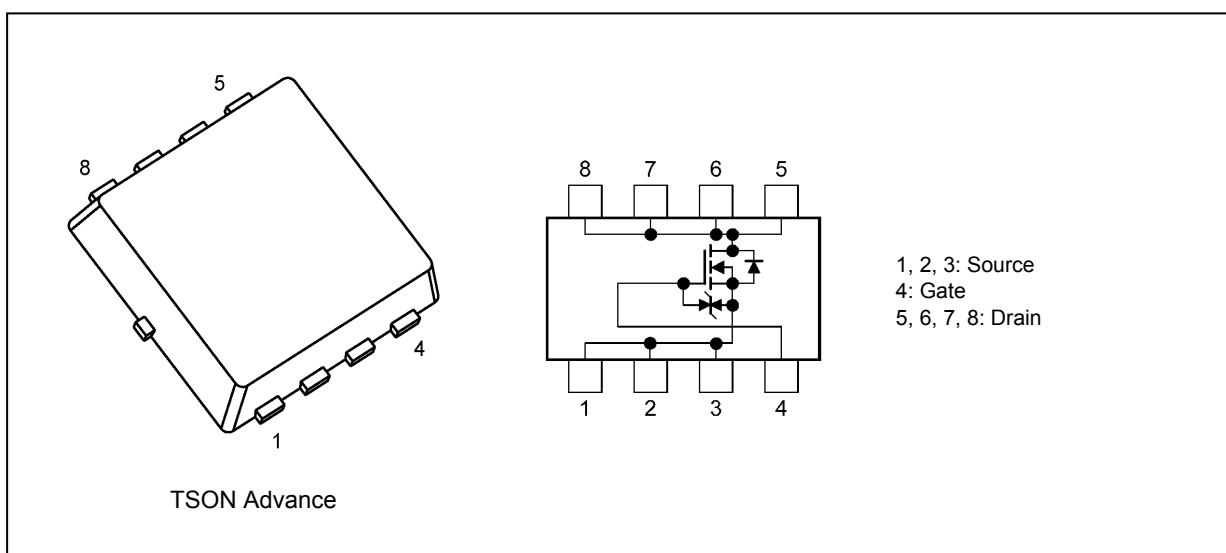 5
8
4
1
TSON Advance
8 7 6 5
1 2 3 4
1, 2, 3: Source
4: Gate
5, 6, 7, 8: Drain